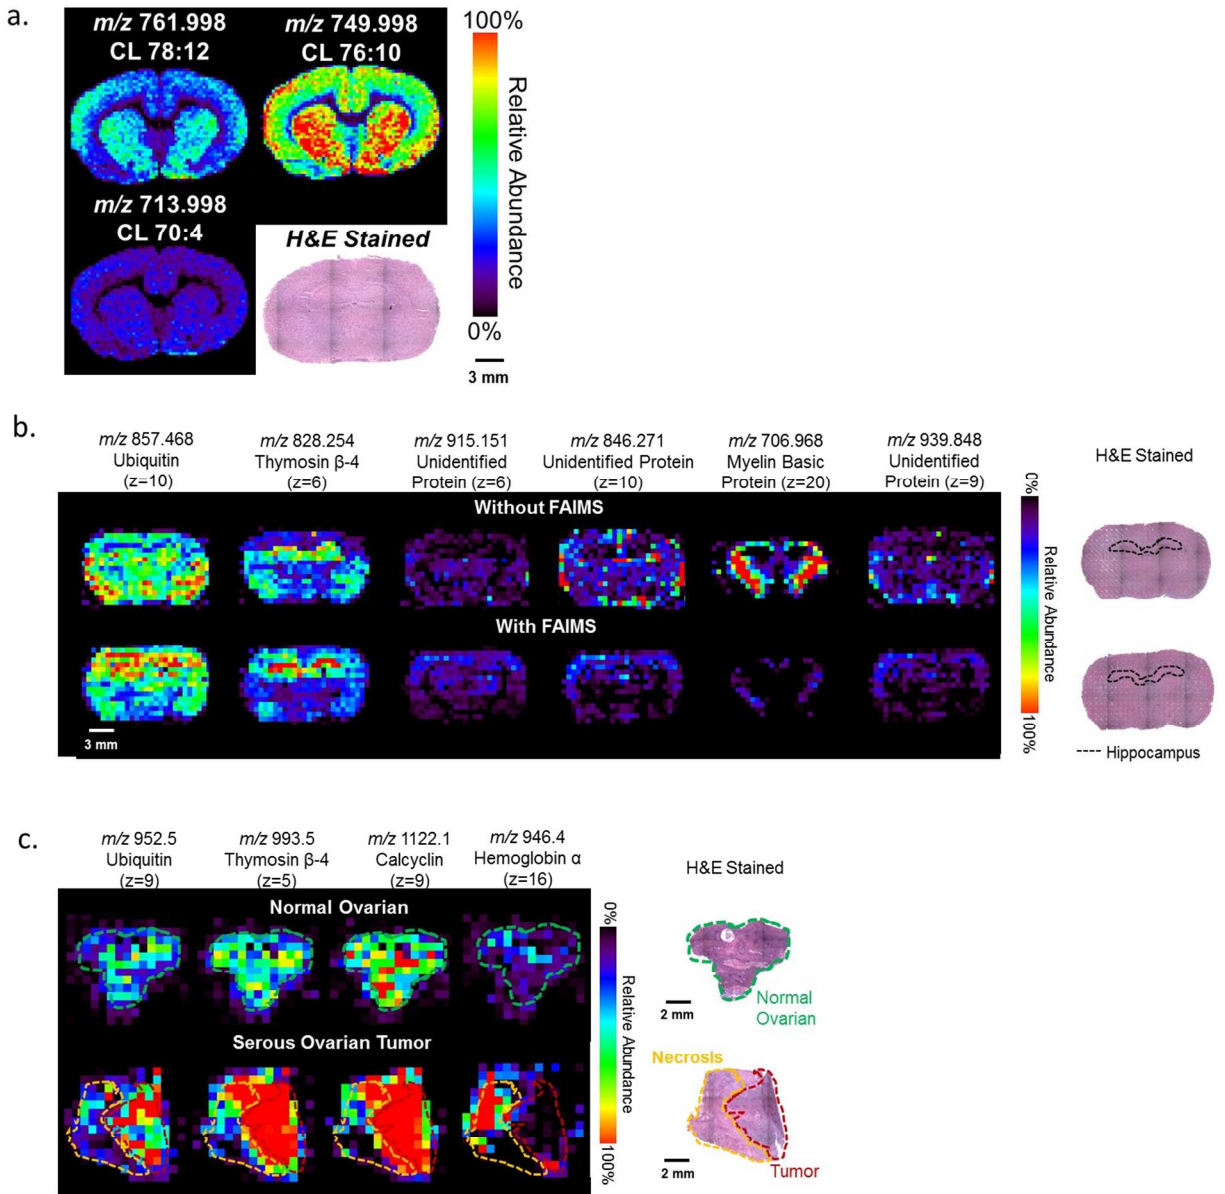 a.
m/z 761.998
CL 78:12
m/z 749.998
CL 76:10
m/z 713.998
CL 70:4
H&E Stained
100%
Relative Abundance
0%
3 mm
b.
m/z 857.468
Ubiquitin
(z=10)
m/z 828.254
Thymosin β-4
(z=6)
m/z 915.151
Unidentified
Protein (z=6)
m/z 846.271
Unidentified Protein
(z=10)
m/z 706.968
Myelin Basic
Protein (z=20)
m/z 939.848
Unidentified
Protein (z=9)
H&E Stained
Without FAIMS
With FAIMS
3 mm
0%
Relative Abundance
100%
---- Hippocampus
c.
m/z 952.5
Ubiquitin
(z=9)
m/z 993.5
Thymosin β-4
(z=5)
m/z 1122.1
Calcyclin
(z=9)
m/z 946.4
Hemoglobin α
(z=16)
H&E Stained
Normal Ovarian
Serous Ovarian Tumor
0%
Relative Abundance
100%
2 mm
Normal
Ovarian
Necrosis
2 mm
Tumor